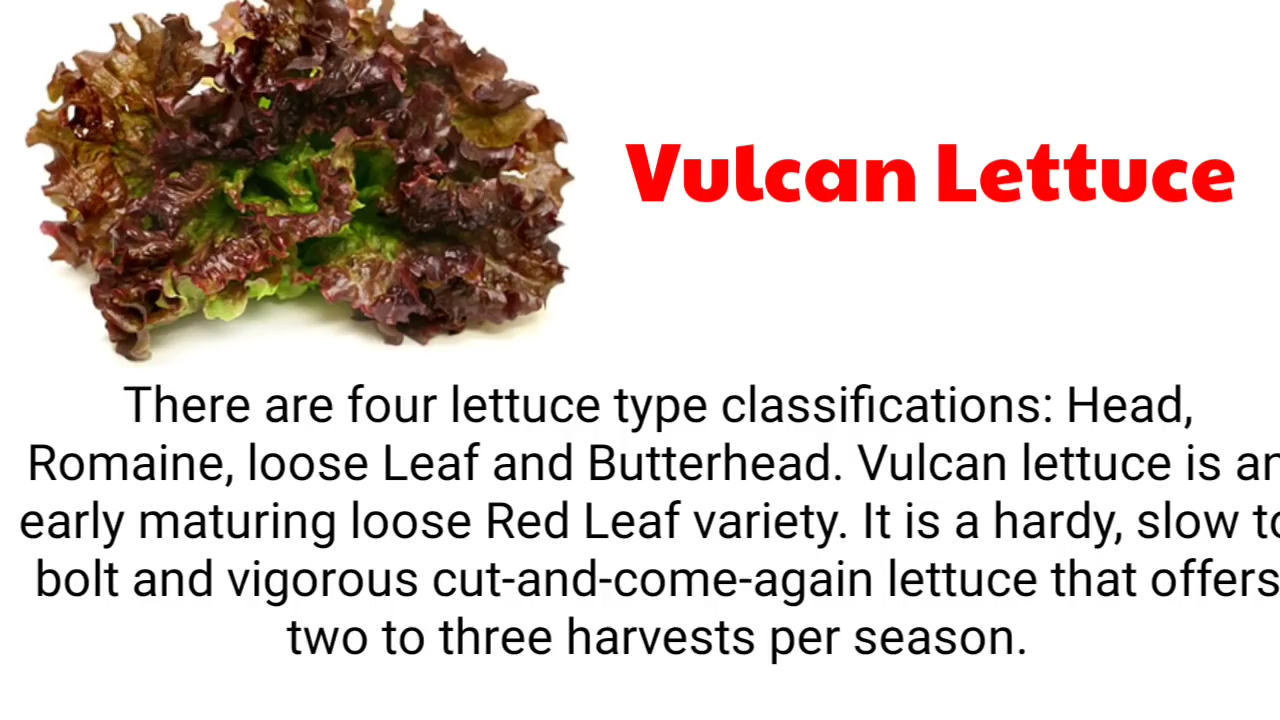 Vulcan Lettuce
There are four lettuce type classifications: Head,
Romaine, loose Leaf and Butterhead. Vulcan lettuce is an
early maturing loose Red Leaf variety. It is a hardy, slow to
bolt and vigorous cut-and-come-again lettuce that offers
two to three harvests per season.